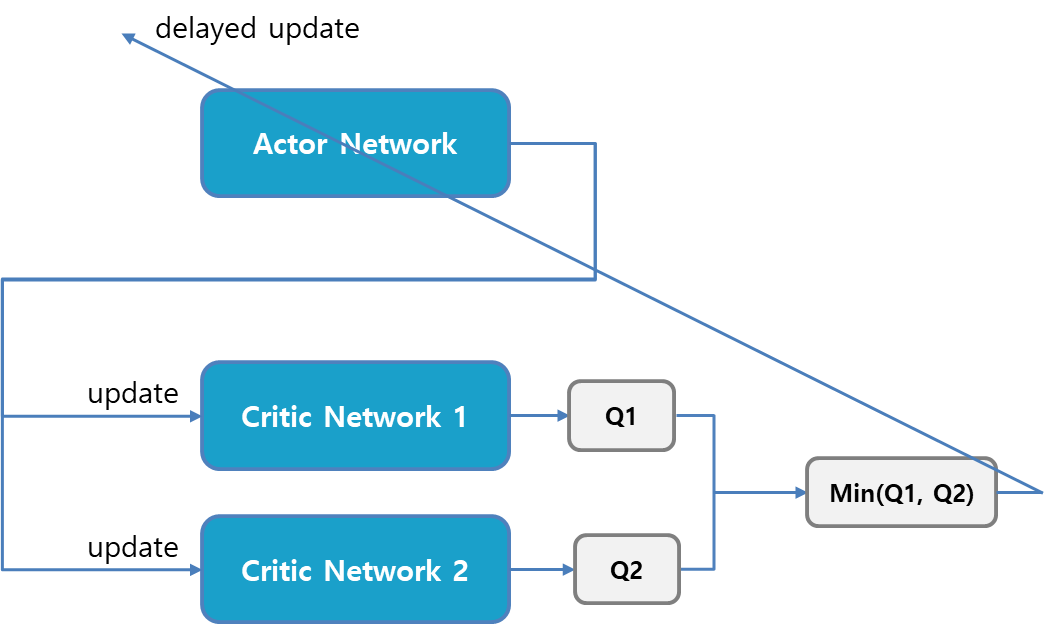 delayed update
Actor Network
update
Critic Network 1
Q1
Min(Q1, Q2)
update
Critic Network 2
Q2